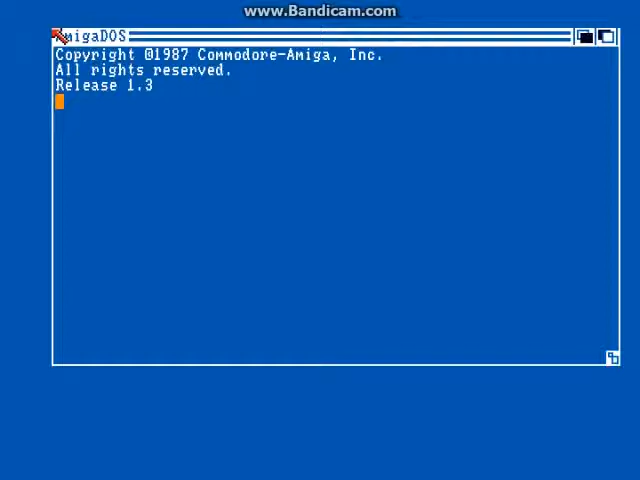 www.Bandicam.com
AmigaDOS
Copyright @1987 Commodore-Amiga, Inc.
All rights reserved.
Release 1.3